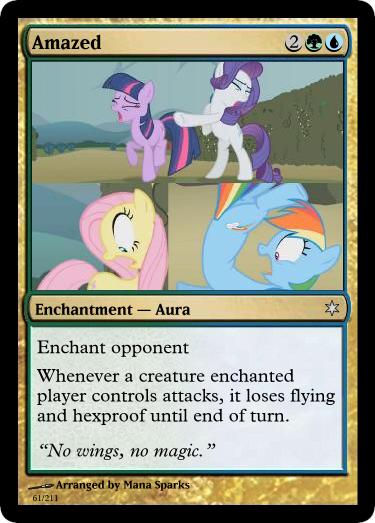 Amazed 2
Enchantment — Aura
Enchant opponent
Whenever a creature enchanted
player controls attacks, it loses flying
and hexproof until end of turn.
“No wings, no magic.”
Arranged by Mana Sparks
61/211